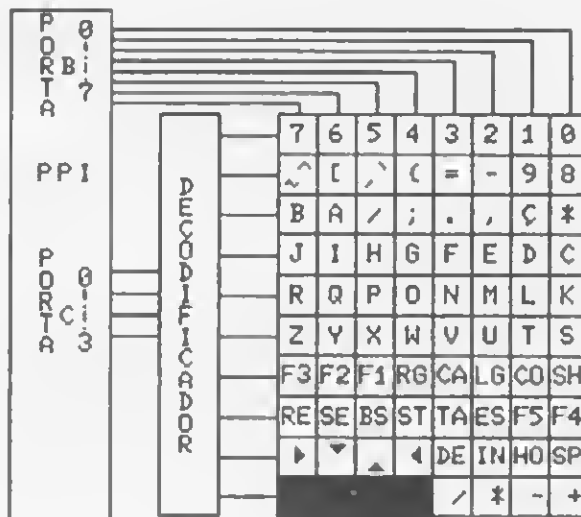 PORTA B 0 i 7
PPI
PORTA C 0 i 3
DECODIFICADOR
7 6 5 4 3 2 1 0
~^ [ ´` ( = - 9 8
B A / ; . , Ç *
J I H G F E D C
R Q P O N M L K
Z Y X W V U T S
F3 F2 F1 RG CA LG CO SH
RE SE BS ST TA ES F5 F4
DE IN HO SP
/ * - +